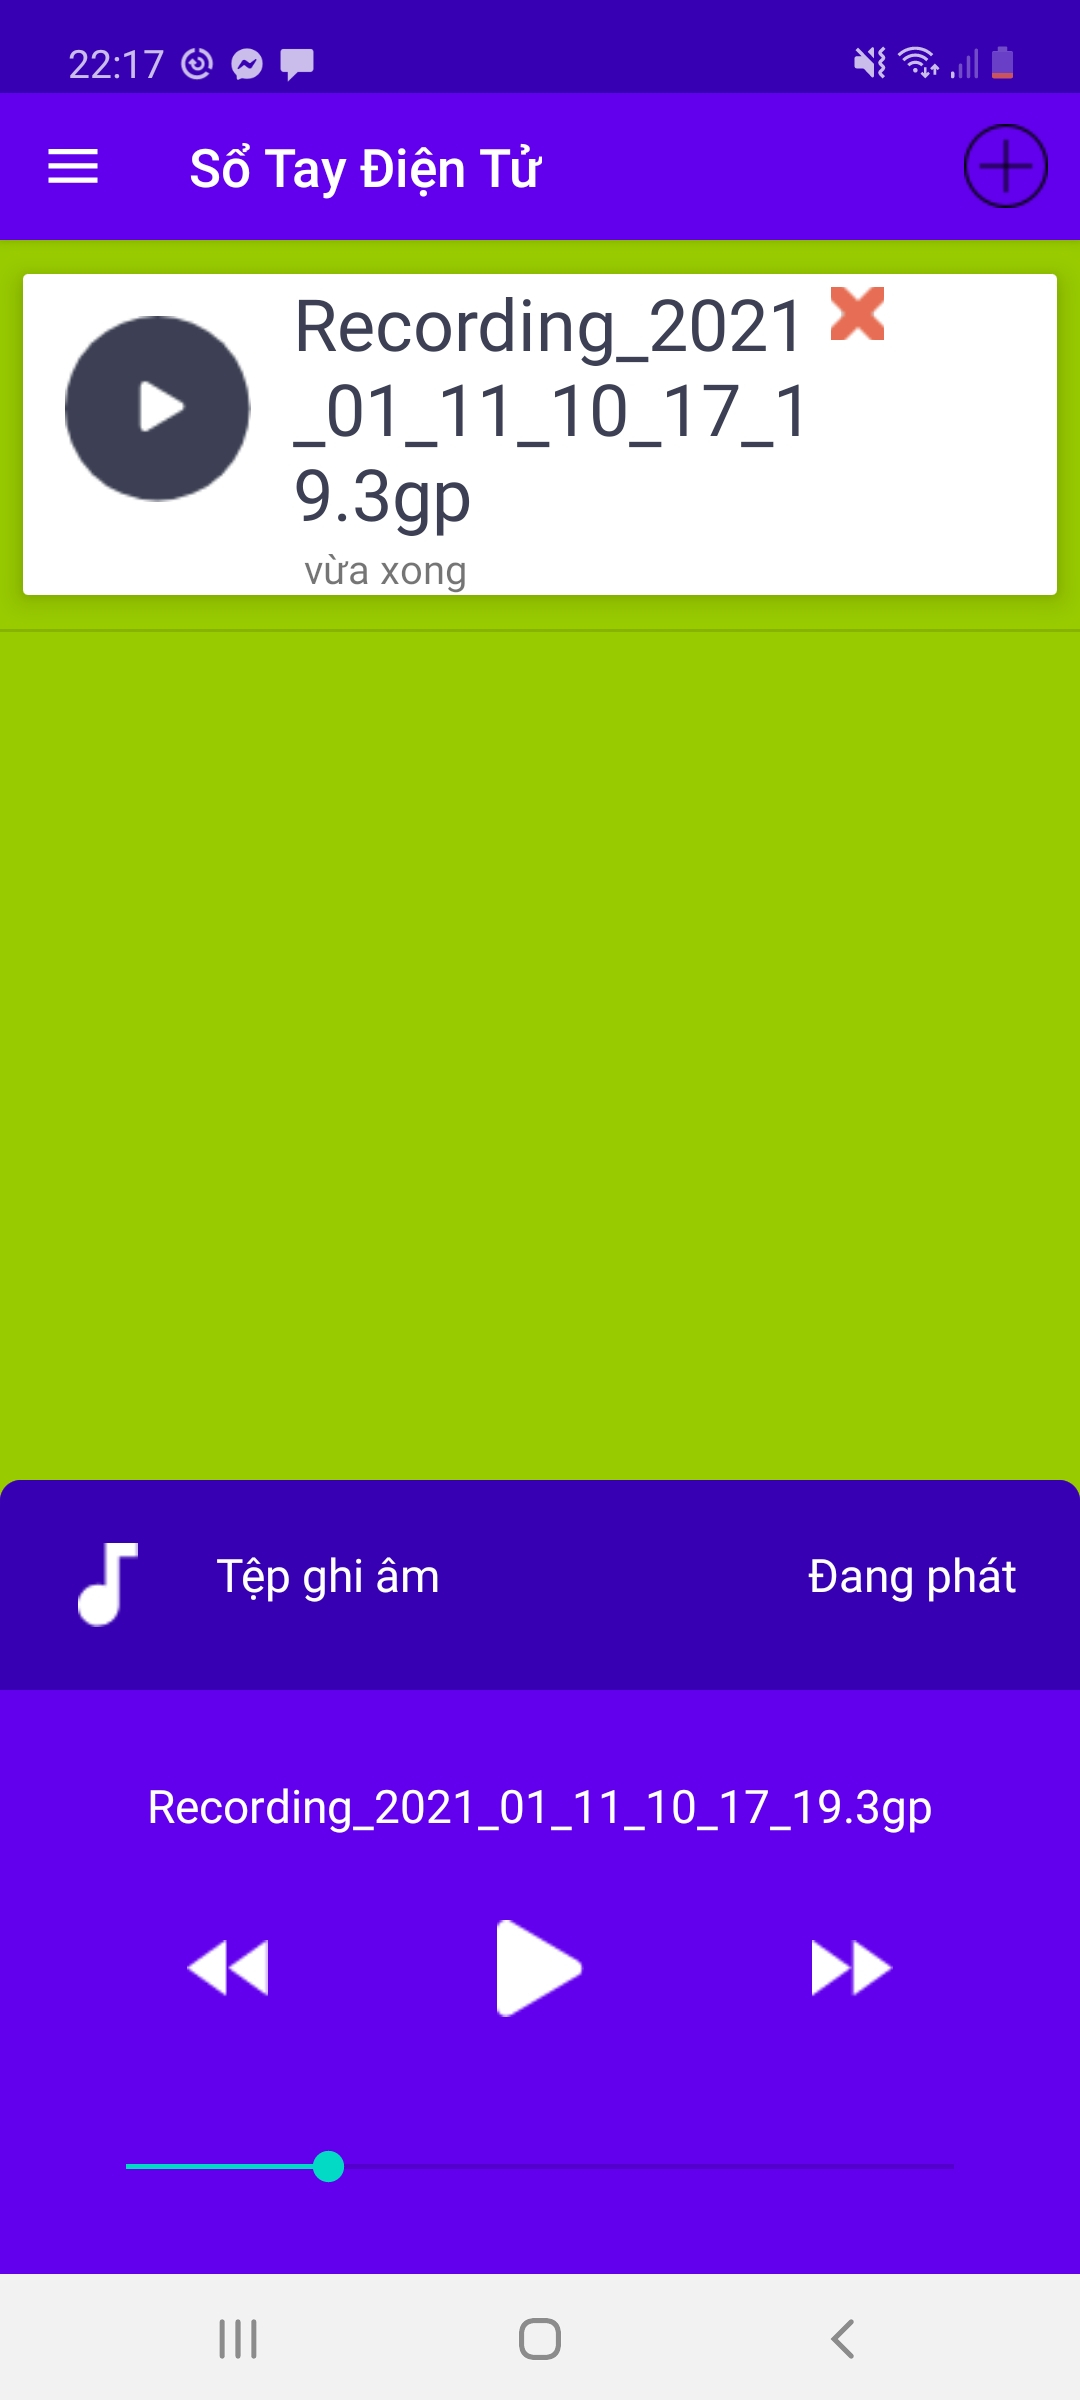 22:17
Sổ Tay Điện Tử
Recording_2021
_01_11_10_17_1
9.3gp
vừa xong
Tệp ghi âm
Đang phát
Recording_2021_01_11_10_17_19.3gp